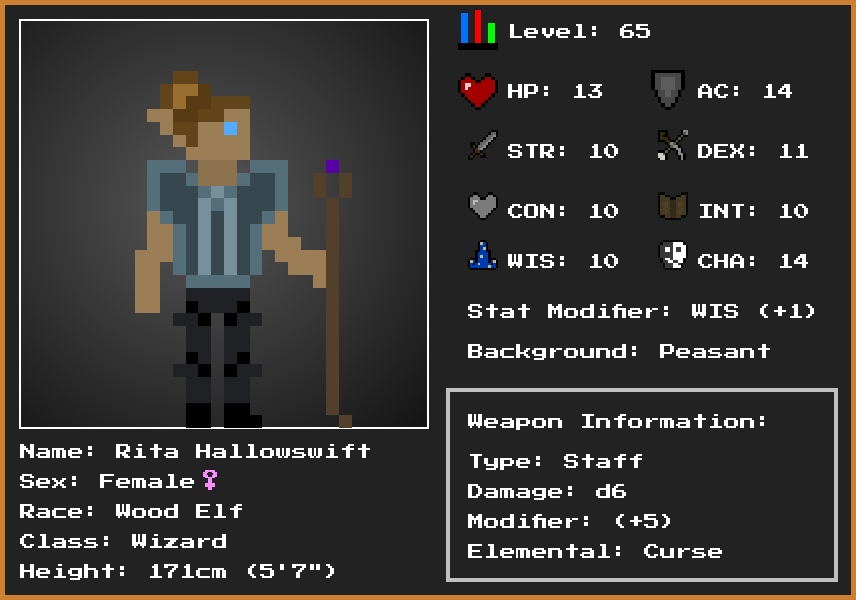 Level: 65
HP: 13
AC: 14
STR: 10
DEX: 11
CON: 10
INT: 10
WIS: 10
CHA: 14
Stat Modifier: WIS (+1)
Background: Peasant
Name: Rita Hallowswift
Sex: Female♀
Race: Wood Elf
Class: Wizard
Height: 171cm (5'7")
Weapon Information:
Type: Staff
Damage: d6
Modifier: (+5)
Elemental: Curse